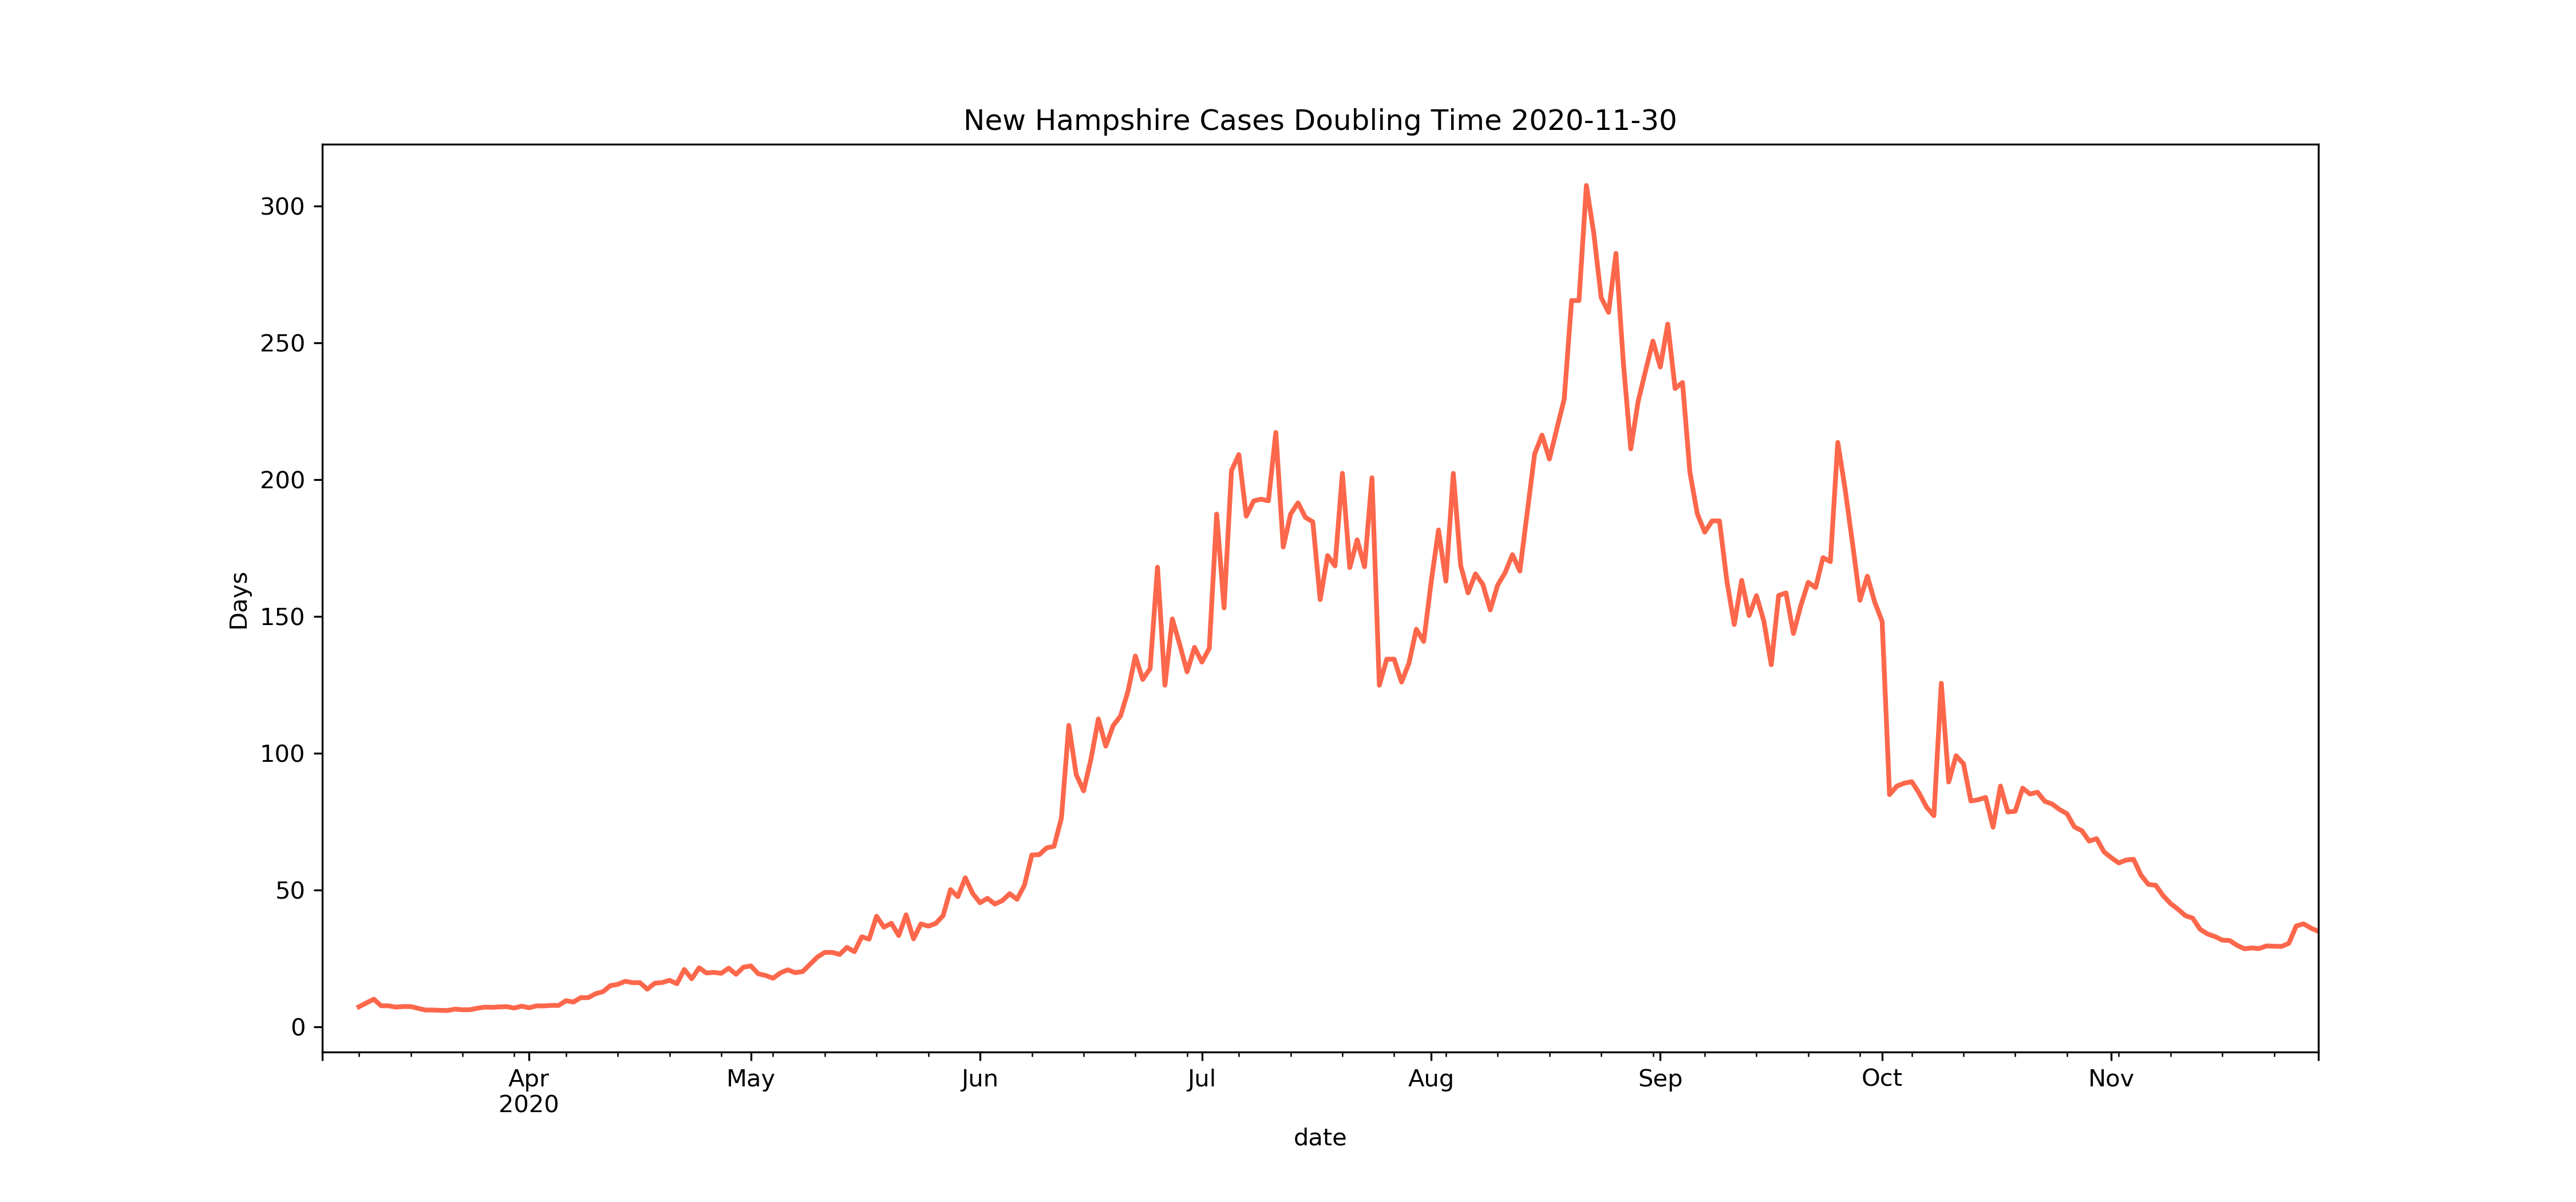 New Hampshire Cases Doubling Time 2020-11-30
300
250
200
150
100
50
0
Days
Apr May Jun Jul Aug Sep Oct Nov
2020
date